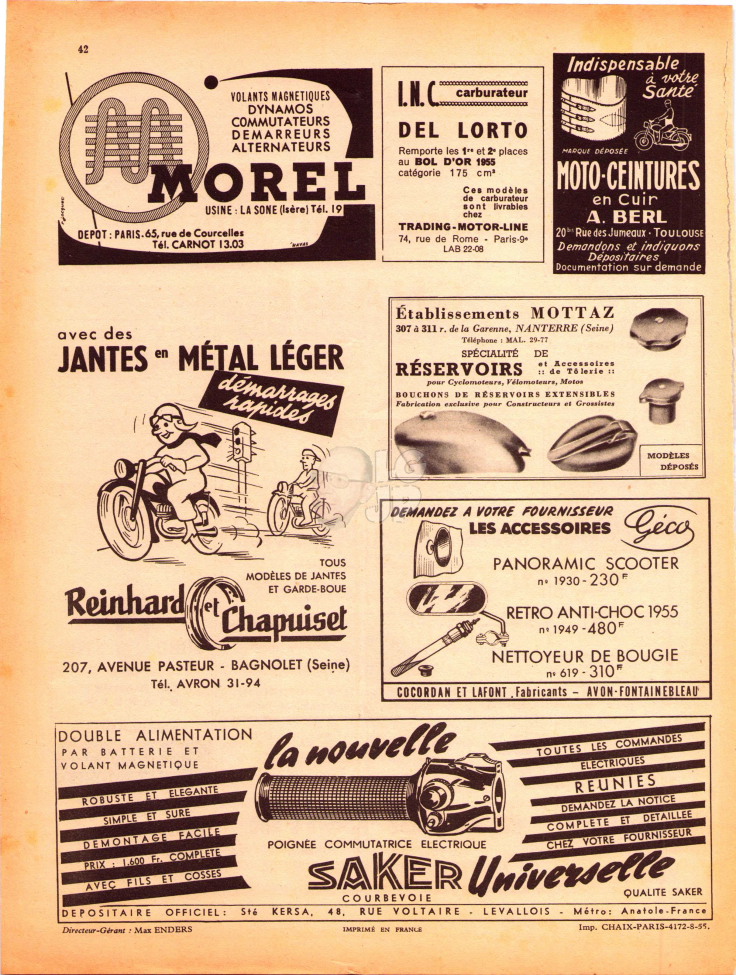 42
VOLANTS MAGNETIQUES
DYNAMOS
COMMUTATEURS
DEMARREURS
ALTERNATEURS
MOREL
USINE : LA SONE (Isère) Tél. 19
DEPOT : PARIS. 65, rue de Courcelles
Tél. CARNOT 13.03
HAVAS
I.N.C. carburateur
DEL LORTO
Remporte les 1res et 2e places
au BOL D'OR 1955
catégorie 175 cm³
Ces modèles
de carburateur
sont livrables
chez
TRADING-MOTOR-LINE
74, rue de Rome - Paris-9e
LAB 22-08
Indispensable
à votre
Santé
MARQUE DÉPOSÉE
MOTO-CEINTURES
en Cuir
A. BERL
20bis Rue des Jumeaux - TOULOUSE
Demandons et indiquons
Dépositaires
Documentation sur demande
avec des
JANTES en MÉTAL LÉGER
démarrages
rapides
TOUS
MODÈLES DE JANTES
ET GARDE-BOUE
Reinhard et Chapuiset
207, AVENUE PASTEUR - BAGNOLET (Seine)
Tél. AVRON 31-94
Établissements MOTTAZ
307 à 311 r. de la Garenne, NANTERRE (Seine)
Téléphone : MAL. 29-77
SPÉCIALITÉ DE
RÉSERVOIRS et Accessoires
:: de Tôlerie ::
pour Cyclomoteurs, Vélomoteurs, Motos
BOUCHONS DE RÉSERVOIRS EXTENSIBLES
Fabrication exclusive pour Constructeurs et Grossistes
MODÈLES
DÉPOSÉS
DEMANDEZ A VOTRE FOURNISSEUR
LES ACCESSOIRES Géco
PANORAMIC SCOOTER
no 1930 - 230 F
RETRO ANTI-CHOC 1955
no 1949 - 480 F
NETTOYEUR DE BOUGIE
no 619 - 310 F
COCORDAN ET LAFONT. Fabricants - AVON-FONTAINEBLEAU
DOUBLE ALIMENTATION
PAR BATTERIE ET
VOLANT MAGNETIQUE
ROBUSTE ET ELEGANTE
SIMPLE ET SURE
DEMONTAGE FACILE
PRIX : 1.600 Fr. COMPLETE
AVEC FILS ET COSSES
la nouvelle
POIGNÉE COMMUTATRICE ELECTRIQUE
SAKER Universelle
COURBEVOIE
TOUTES LES COMMANDES
ELECTRIQUES
REUNIES
DEMANDEZ LA NOTICE
COMPLETE ET DETAILLEE
CHEZ VOTRE FOURNISSEUR
QUALITE SAKER
DEPOSITAIRE OFFICIEL : Sté KERSA, 48, RUE VOLTAIRE - LEVALLOIS - Métro : Anatole-France
Directeur-Gérant : Max ENDERS
IMPRIMÉ EN FRANCE
Imp. CHAIX-PARIS-4172-8-55.